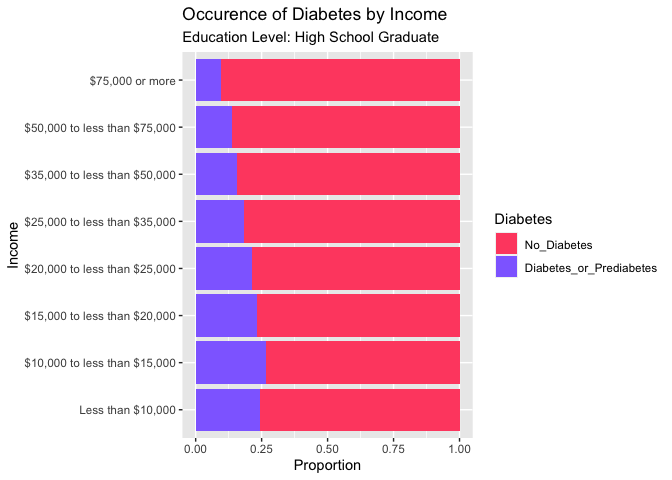 Occurence of Diabetes by Income
Education Level: High School Graduate
Income
$75,000 or more
$50,000 to less than $75,000
$35,000 to less than $50,000
$25,000 to less than $35,000
$20,000 to less than $25,000
$15,000 to less than $20,000
$10,000 to less than $15,000
Less than $10,000
0.00 0.25 0.50 0.75 1.00
Proportion
Diabetes
No_Diabetes
Diabetes_or_Prediabetes